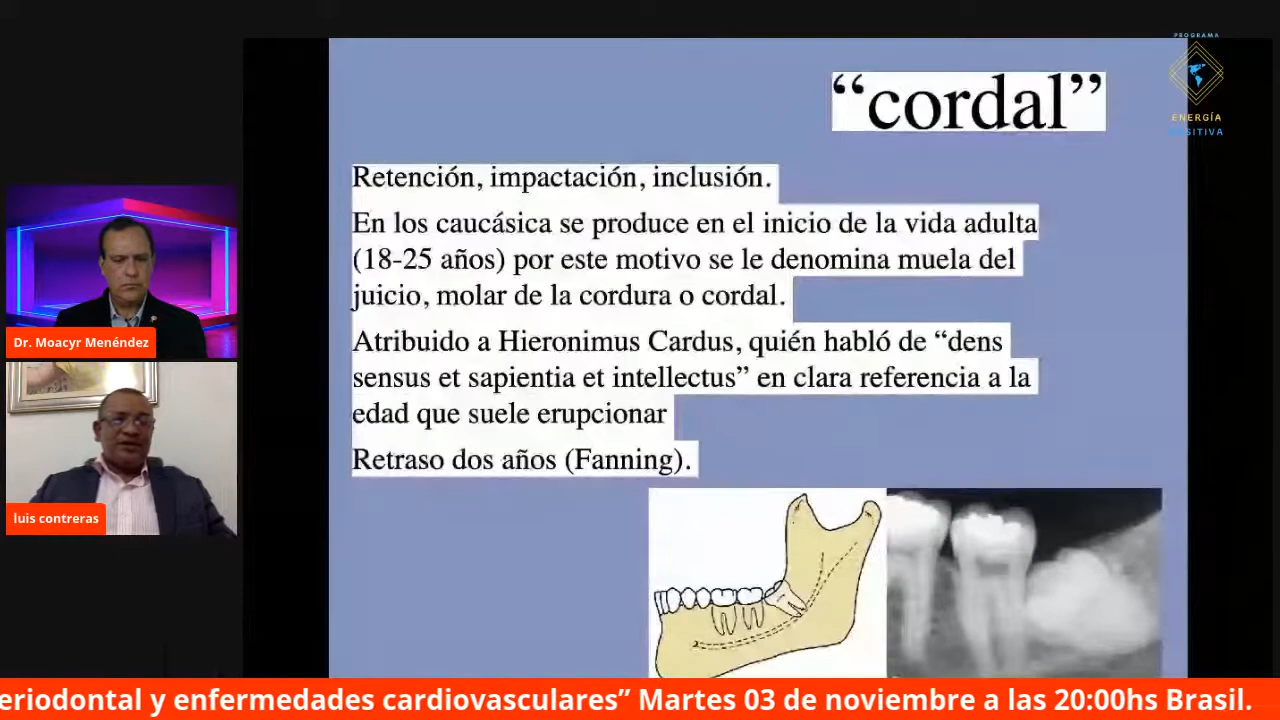 “cordal”
PROGRAMA
ENERGÍA
POSITIVA
Retención, impactación, inclusión.
En los caucásica se produce en el inicio de la vida adulta
(18-25 años) por este motivo se le denomina muela del
juicio, molar de la cordura o cordal.
Atribuido a Hieronimus Cardus, quién habló de “dens
sensus et sapientia et intellectus” en clara referencia a la
edad que suele erupcionar
Retraso dos años (Fanning).
Dr. Moacyr Menéndez
luis contreras
eriodontal y enfermedades cardiovasculares” Martes 03 de noviembre a las 20:00hs Brasil.